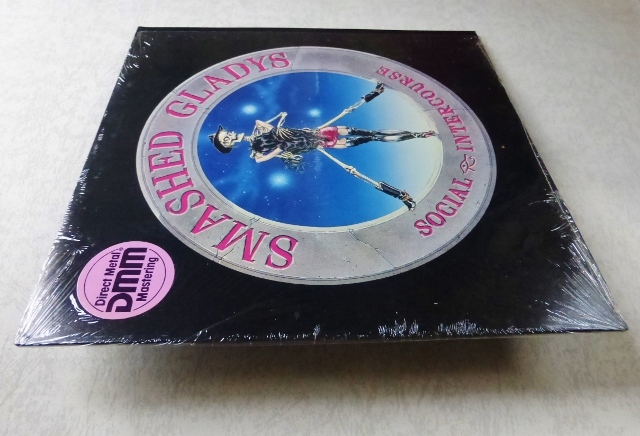 SMASHED GLADYS
SOCIAL INTERCOURSE
Direct Metal
DMM
Mastering